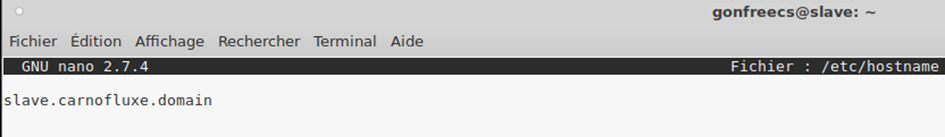 gonfreecs@slave: ~
Fichier Édition Affichage Rechercher Terminal Aide
GNU nano 2.7.4 Fichier : /etc/hostname
slave.carnofluxe.domain